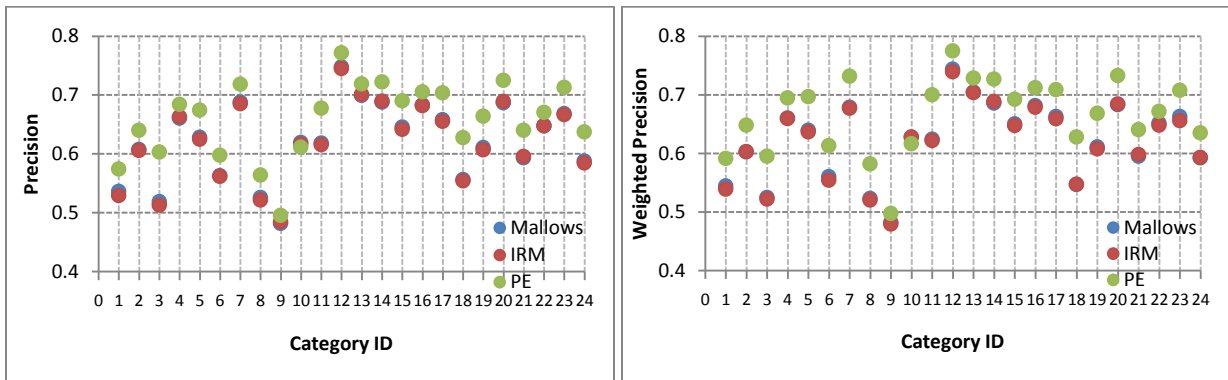 0.8
0.7
0.6
0.5
0.4
Precision
0 1 2 3 4 5 6 7 8 9 10 11 12 13 14 15 16 17 18 19 20 21 22 23 24
Category ID
Mallows
IRM
PE
0.8
0.7
0.6
0.5
0.4
Weighted Precision
0 1 2 3 4 5 6 7 8 9 10 11 12 13 14 15 16 17 18 19 20 21 22 23 24
Category ID
Mallows
IRM
PE